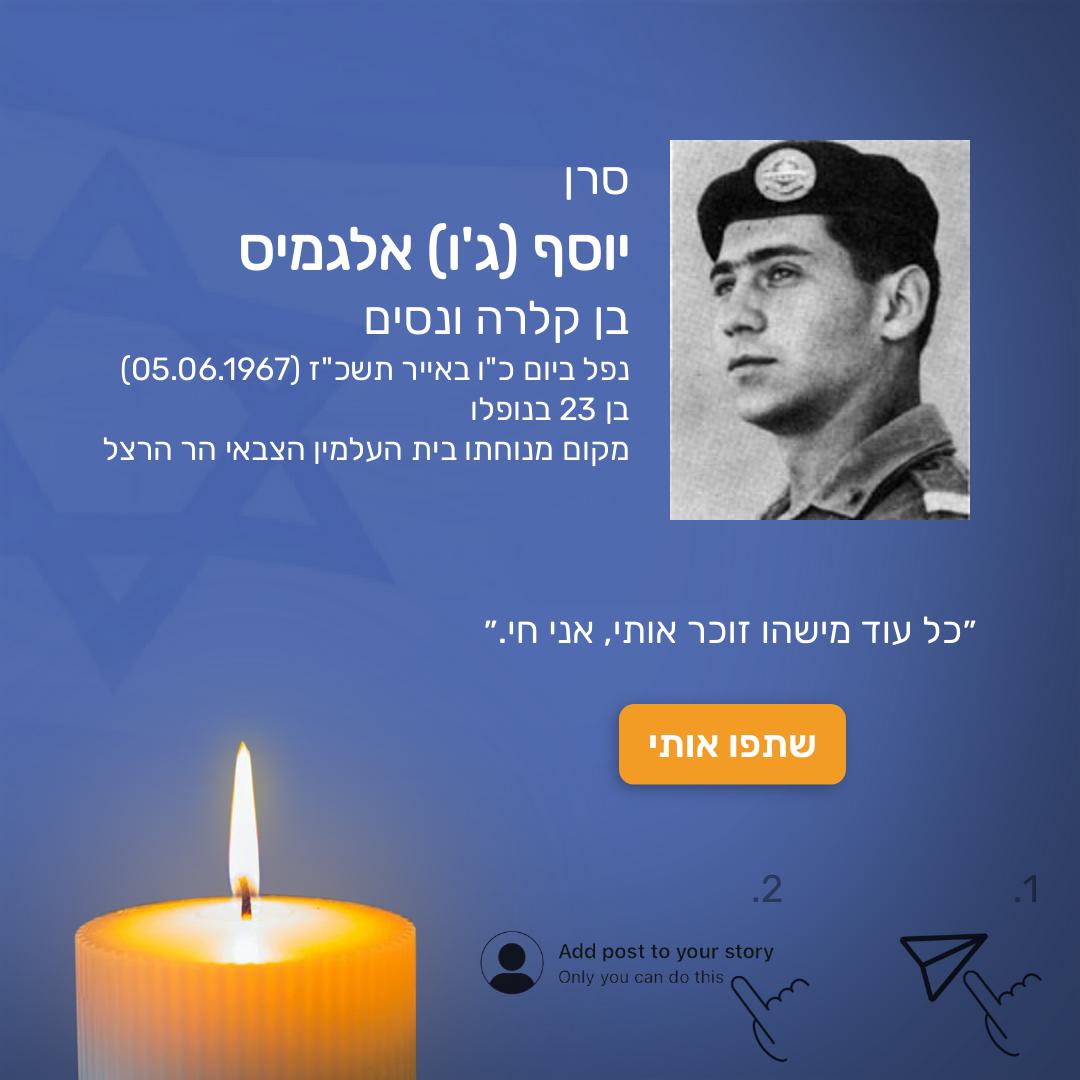 סרן
יוסף (ג'ו) אלגמיס
בן קלרה ונסים
נפל ביום כ"ו באייר תשכ"ז (05.06.1967)
בן 23 בנופלו
מקום מנוחתו בית העלמין הצבאי הר הרצל
״כל עוד מישהו זוכר אותי, אני חי.״
שתפו אותי
.1
.2
Add post to your story
Only you can do this